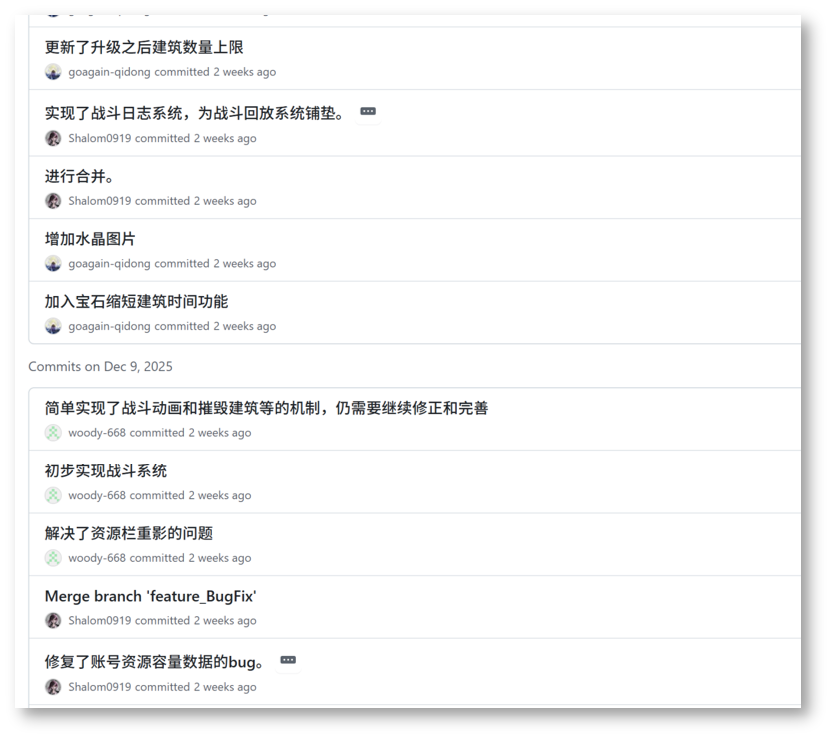 更新了升级之后建筑数量上限
goagain-qidong committed 2 weeks ago
实现了战斗日志系统，为战斗回放系统铺垫。
Shalom0919 committed 2 weeks ago
进行合并。
Shalom0919 committed 2 weeks ago
增加水晶图片
goagain-qidong committed 2 weeks ago
加入宝石缩短建筑时间功能
goagain-qidong committed 2 weeks ago
Commits on Dec 9, 2025
简单实现了战斗动画和摧毁建筑等的机制，仍需要继续修正和完善
woody-668 committed 2 weeks ago
初步实现战斗系统
woody-668 committed 2 weeks ago
解决了资源栏重影的问题
woody-668 committed 2 weeks ago
Merge branch 'feature_BugFix'
Shalom0919 committed 2 weeks ago
修复了账号资源容量数据的bug。
Shalom0919 committed 2 weeks ago